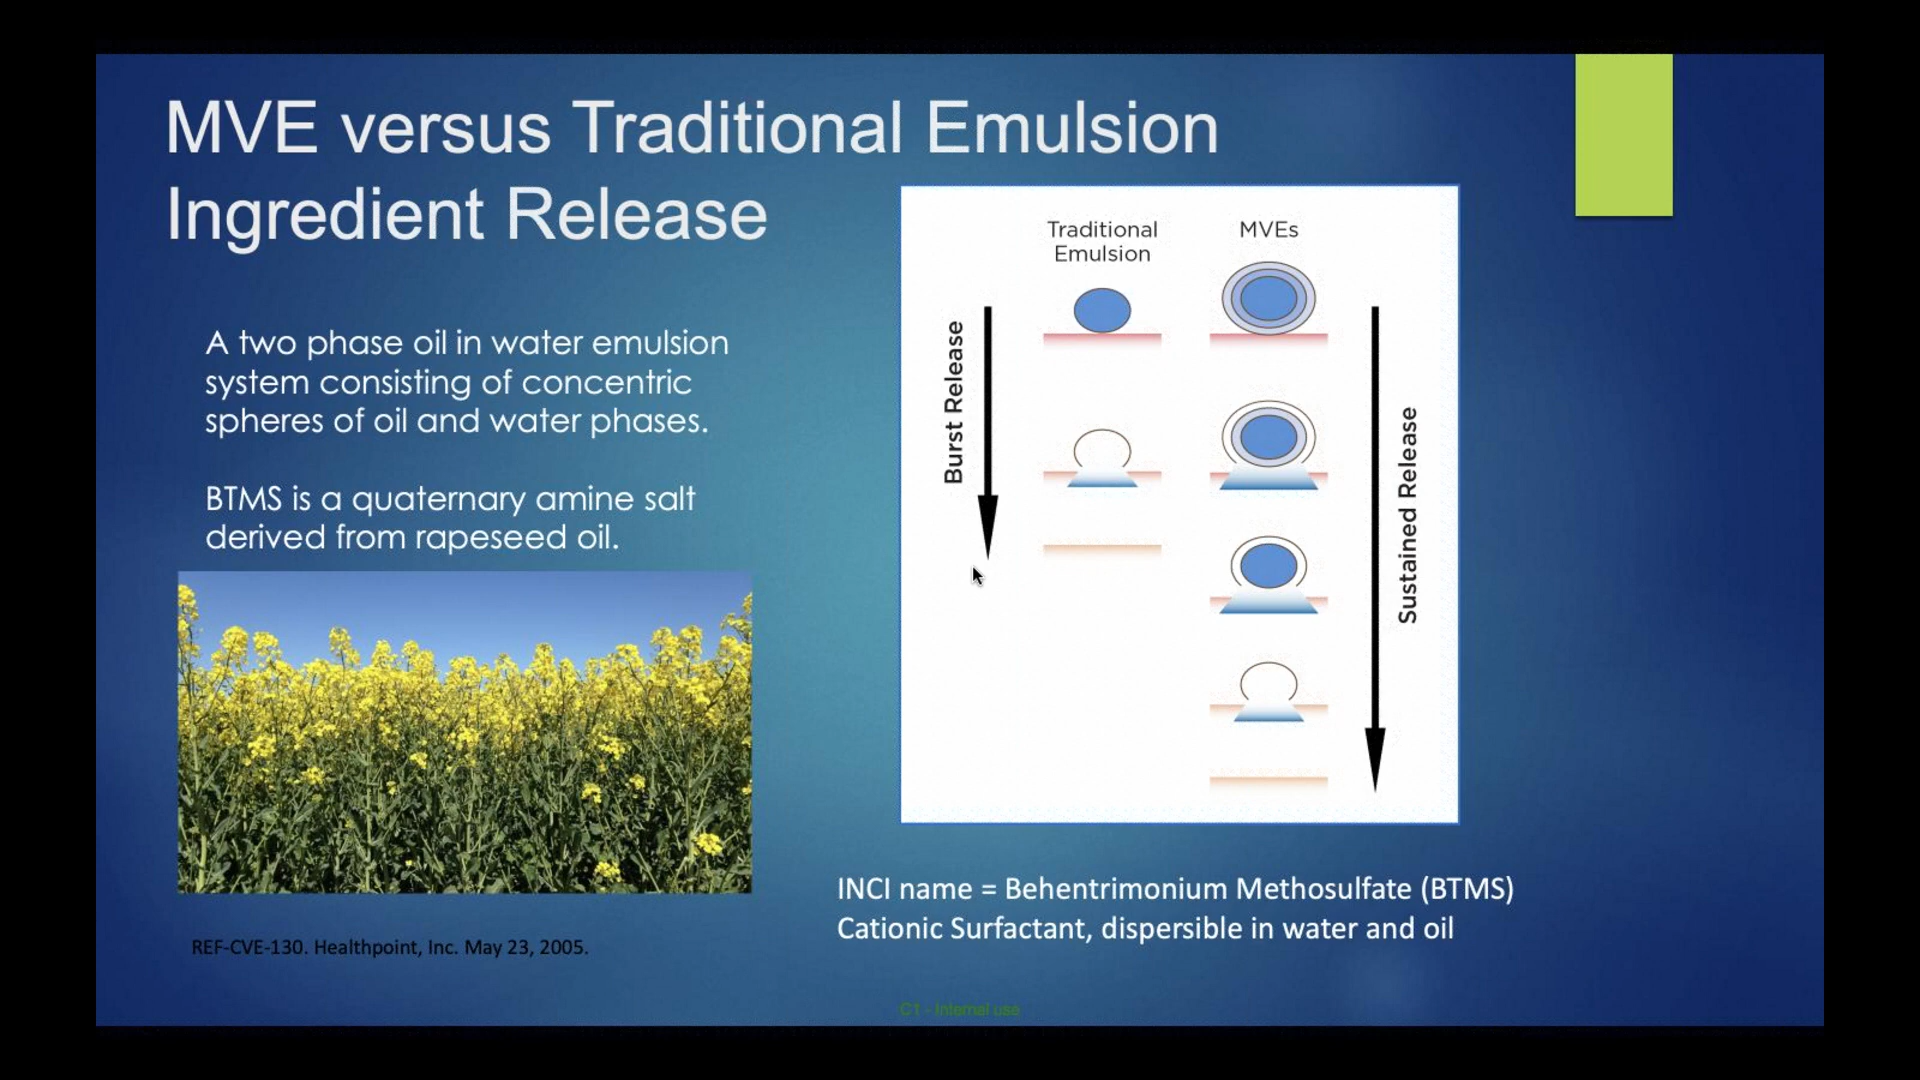 MVE versus Traditional Emulsion
Ingredient Release
A two phase oil in water emulsion
system consisting of concentric
spheres of oil and water phases.
BTMS is a quaternary amine salt
derived from rapeseed oil.
Traditional
Emulsion
MVEs
Burst Release
Sustained Release
INCI name = Behentrimonium Methosulfate (BTMS)
Cationic Surfactant, dispersible in water and oil
REF-CVE-130. Healthpoint, Inc. May 23, 2005.
C1 - Internal use